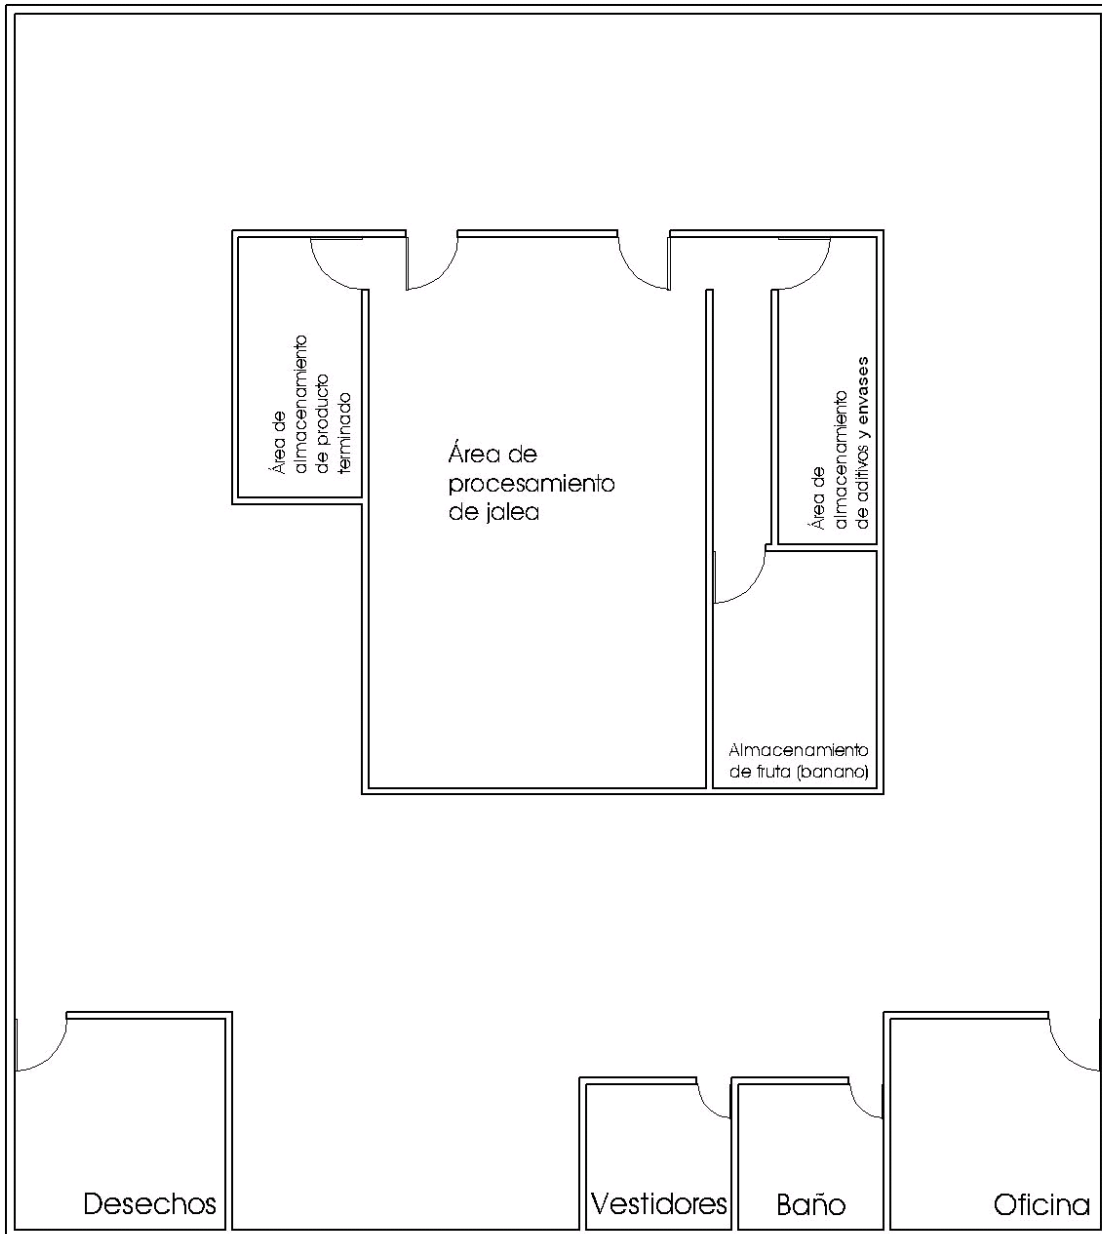 Área de
almacenamiento
de producto
terminado
Área de
procesamiento
de jalea
Área de
almacenamiento
de aditivos y envases
Almacenamiento
de fruta (banano)
Desechos
Vestidores
Baño
Oficina